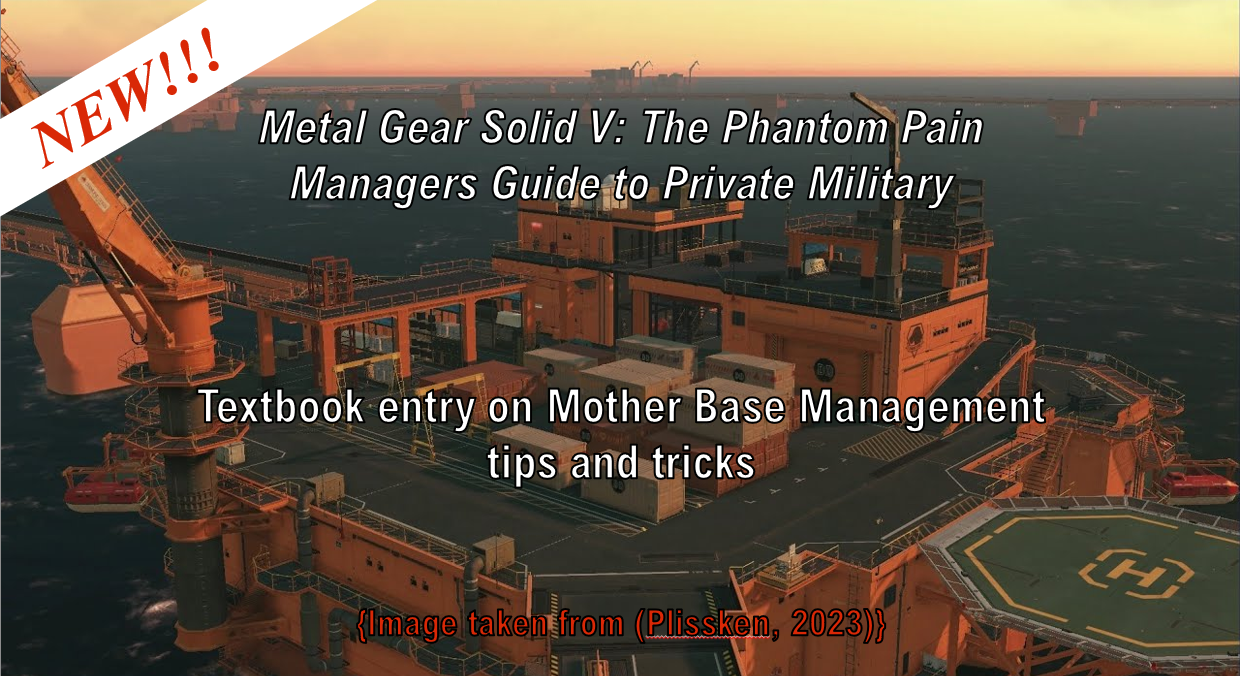 NEW!!!
Metal Gear Solid V: The Phantom Pain
Managers Guide to Private Military
Textbook entry on Mother Base Management
tips and tricks
{Image taken from (Plissken, 2023)}